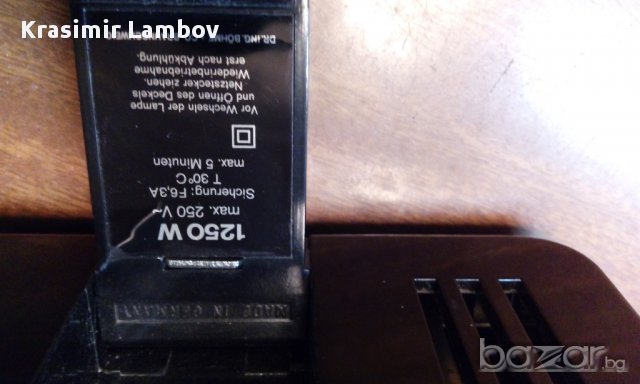 Krasimir Lambov
1250 W
max. 250 V~
Sicherung: F6,3A
T 30°C
max. 5 Minuten
Vor Wechseln der Lampe
und Öffnen des Deckels
Netzstecker ziehen.
Wiederinbetriebnahme
erst nach Abkühlung.
DR.ING. BÖHNE
MADE IN GERMANY
bazar.bg